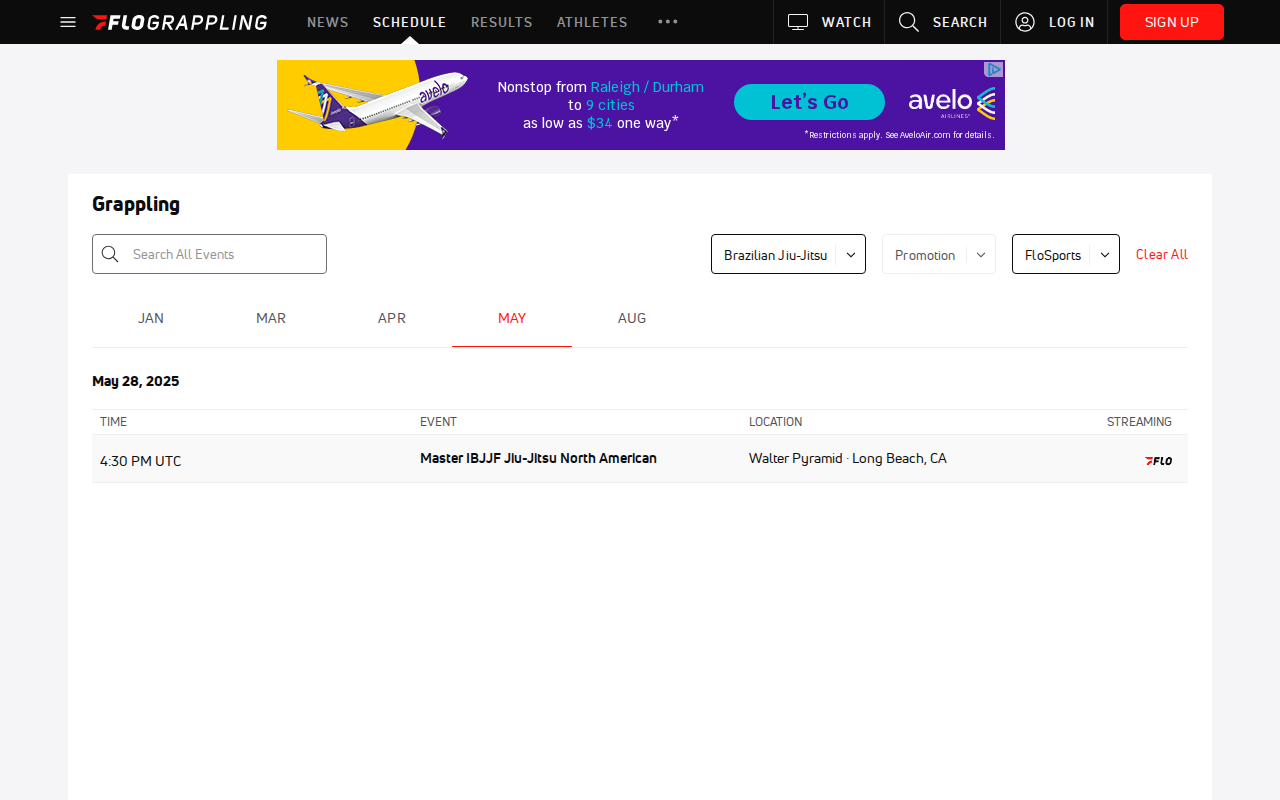 FLOGRAPPLING
NEWS
SCHEDULE
RESULTS
ATHLETES
WATCH
SEARCH
LOG IN
SIGN UP
avelo
Nonstop from Raleigh / Durham
to 9 cities
as low as $34 one way*
Let's Go
avelo
AIRLINES®
*Restrictions apply. See AveloAir.com for details.
Grappling
Search All Events
Brazilian Jiu-Jitsu
Promotion
FloSports
Clear All
JAN
MAR
APR
MAY
AUG
May 28, 2025
TIME
EVENT
LOCATION
STREAMING
4:30 PM UTC
Master IBJJF Jiu-Jitsu North American
Walter Pyramid · Long Beach, CA
FLO